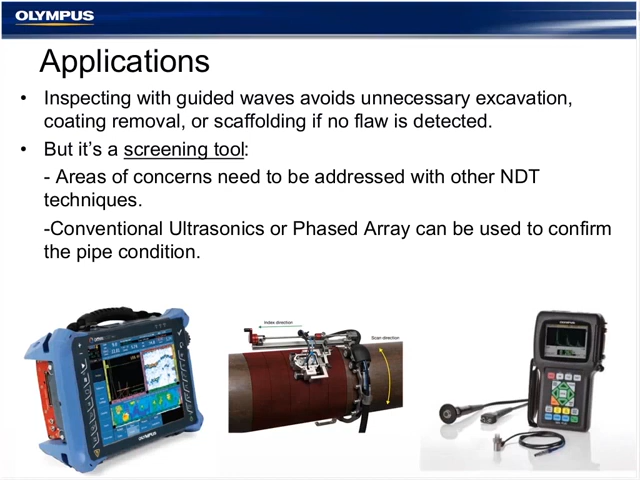 OLYMPUS
Applications
• Inspecting with guided waves avoids unnecessary excavation,
coating removal, or scaffolding if no flaw is detected.
• But it’s a screening tool:
- Areas of concerns need to be addressed with other NDT
techniques.
-Conventional Ultrasonics or Phased Array can be used to confirm
the pipe condition.
Index direction
Scan direction
OLYMPUS
OLYMPUS